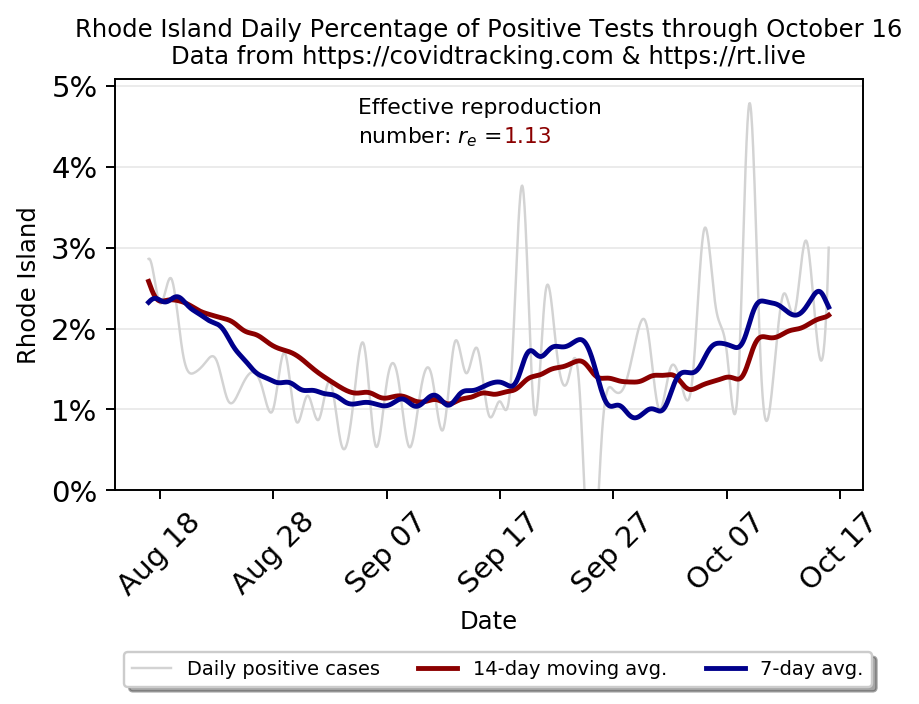 Rhode Island Daily Percentage of Positive Tests through October 16
Data from https://covidtracking.com & https://rt.live
5%
4%
3%
2%
1%
0%
Rhode Island
Effective reproduction
number: rₑ =1.13
Aug 18
Aug 28
Sep 07
Sep 17
Sep 27
Oct 07
Oct 17
Date
Daily positive cases
14-day moving avg.
7-day avg.